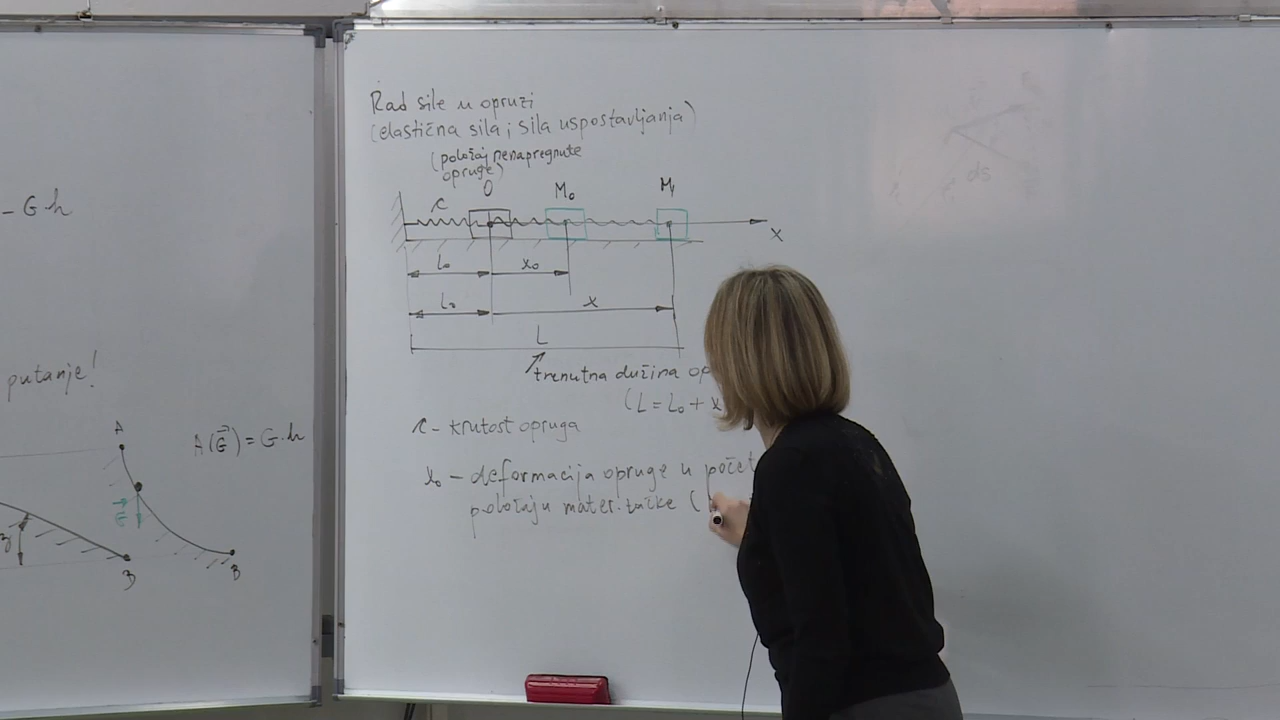 - G·h
putanje!
A
A(G⃗) = G·h
G⃗
B
B
Rad sile u opruzi
(elastična sila; sila uspostavljanja)
(položaj nenapregnute
opruge)
c O M₀ M₁
x
l₀ x₀
l₀ x
L
trenutna dužina op
(L = L₀ + x
c - krutost opruga
x₀ - deformacija opruge u počet
položaju mater. tačke (